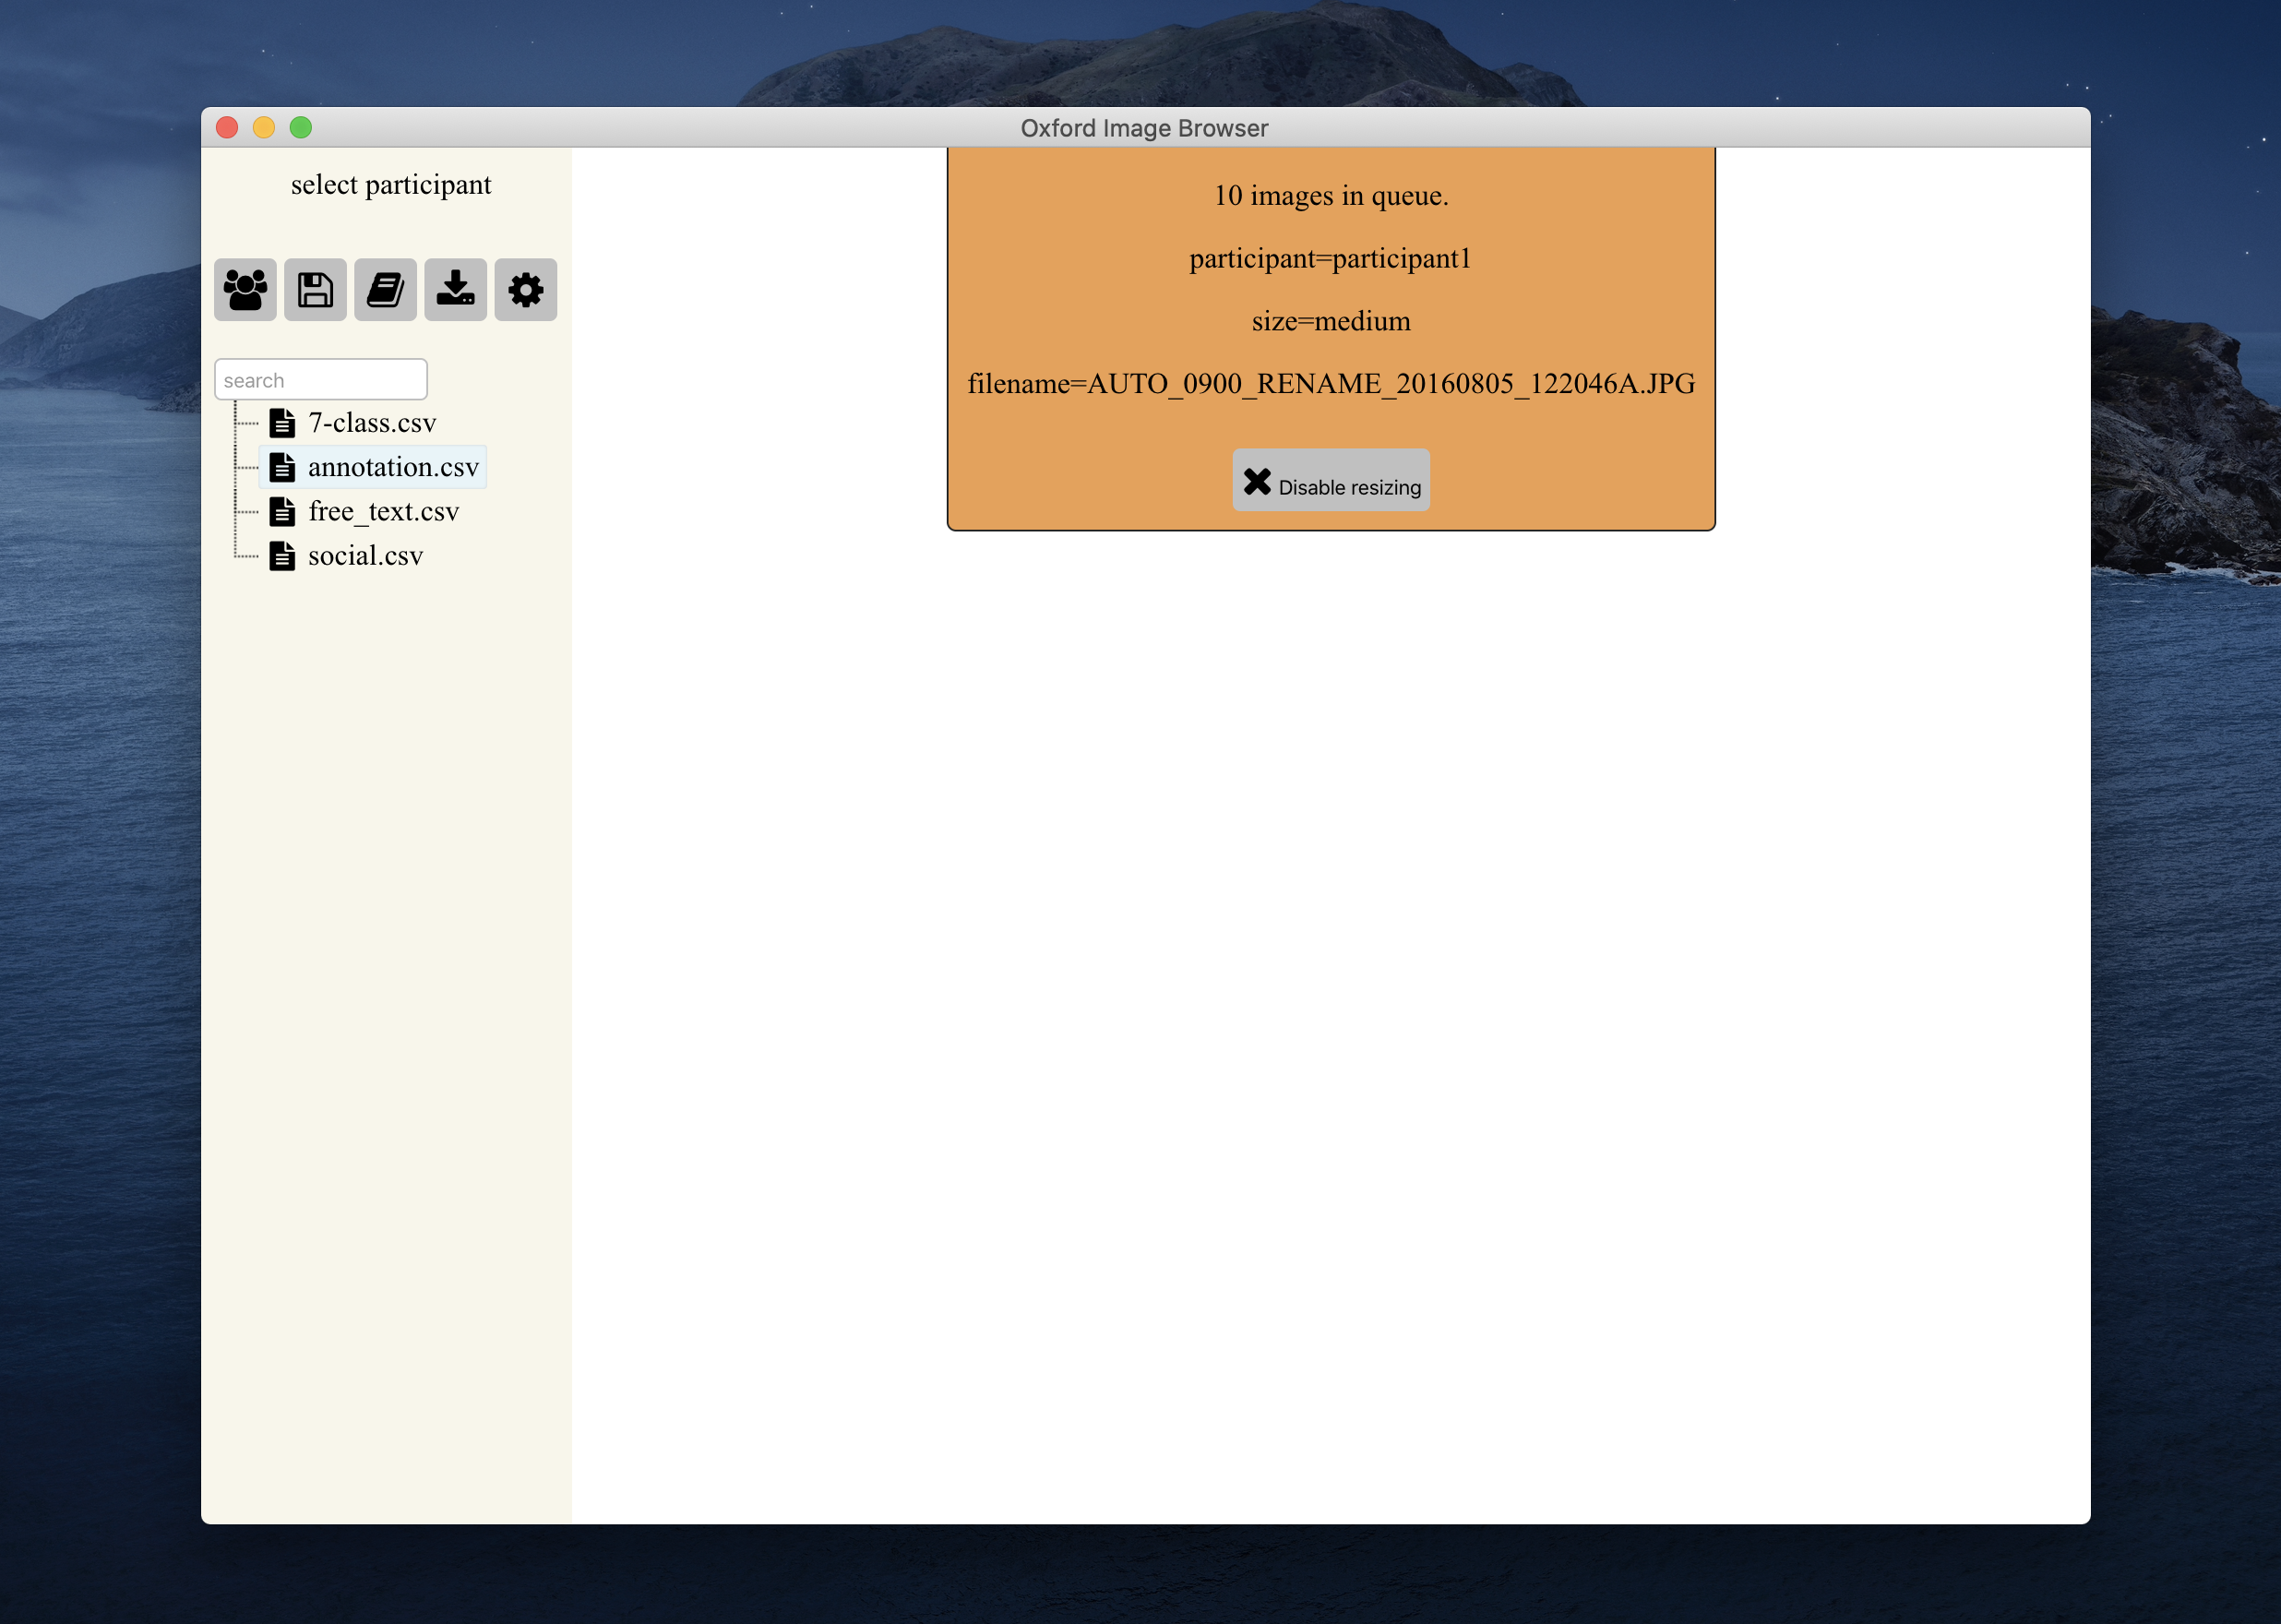 Oxford Image Browser
select participant
search
7-class.csv
annotation.csv
free_text.csv
social.csv
10 images in queue.
participant=participant1
size=medium
filename=AUTO_0900_RENAME_20160805_122046A.JPG
Disable resizing